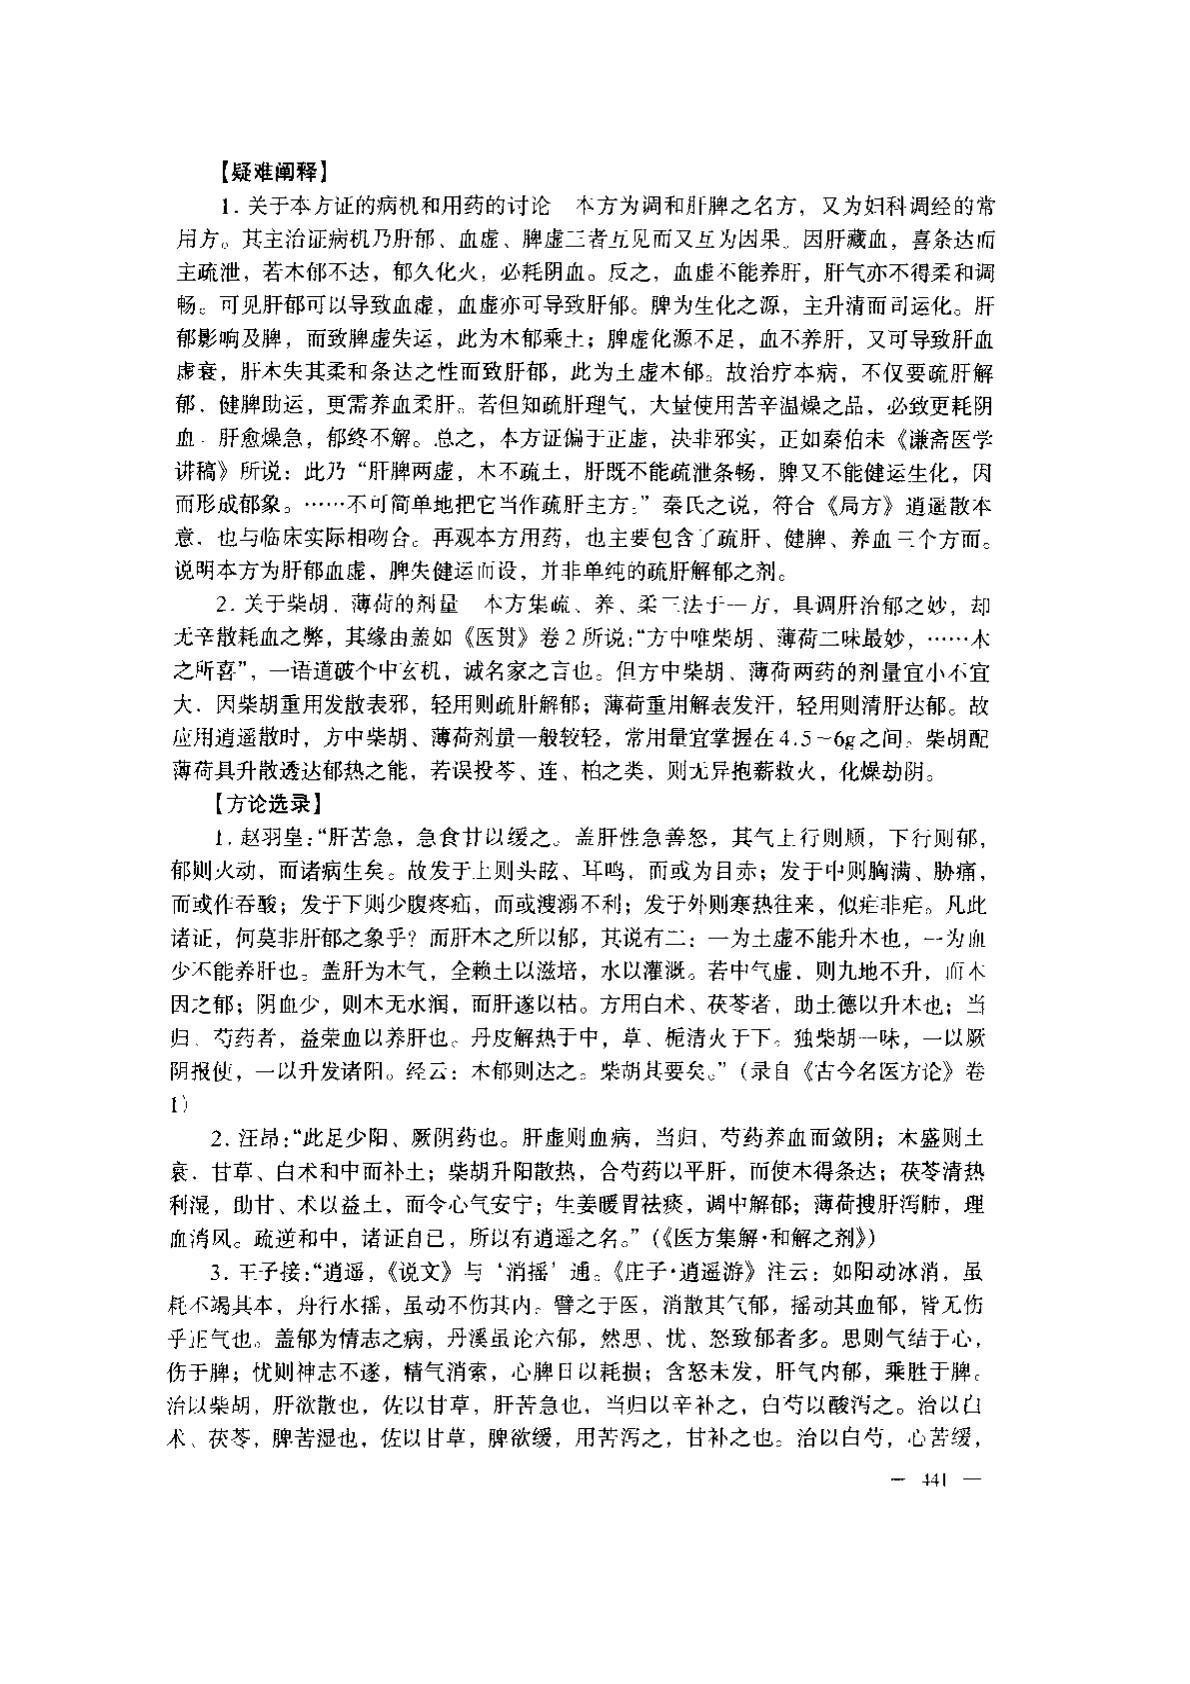 【疑难阐释】
1. 关于本方证的病机和用药的讨论　本方为调和肝脾之名方，又为妇科调经的常
用方。其主治证病机乃肝郁、血虚、脾虚三者互见而又互为因果。因肝藏血，喜条达而
主疏泄，若木郁不达，郁久化火，必耗阴血。反之，血虚不能养肝，肝气亦不得柔和调
畅。可见肝郁可以导致血虚，血虚亦可导致肝郁。脾为生化之源，主升清而司运化。肝
郁影响及脾，而致脾虚失运，此为木郁乘土；脾虚化源不足，血不养肝，又可导致肝血
虚衰，肝木失其柔和条达之性而致肝郁，此为土虚木郁。故治疗本病，不仅要疏肝解
郁，健脾助运，更需养血柔肝。若但知疏肝理气，大量使用苦辛温燥之品，必致更耗阴
血，肝愈燥急，郁终不解。总之，本方证偏于正虚，决非邪实，正如秦伯未《谦斋医学
讲稿》所说：此乃“肝脾两虚，木不疏土，肝既不能疏泄条畅，脾又不能健运生化，因
而形成郁象。……不可简单地把它当作疏肝主方。”秦氏之说，符合《局方》逍遥散本
意，也与临床实际相吻合。再观本方用药，也主要包含了疏肝、健脾、养血三个方面。
说明本方为肝郁血虚，脾失健运而设，并非单纯的疏肝解郁之剂。
2. 关于柴胡、薄荷的剂量　本方集疏、养、柔三法于一方，具调肝治郁之妙，却
无辛散耗血之弊，其缘由盖如《医贯》卷2所说：“方中唯柴胡、薄荷二味最妙，……木
之所喜”，一语道破个中玄机，诚名家之言也。但方中柴胡、薄荷两药的剂量宜小不宜
大，因柴胡重用发散表邪，轻用则疏肝解郁；薄荷重用解表发汗，轻用则清肝达郁。故
应用逍遥散时，方中柴胡、薄荷剂量一般较轻，常用量宜掌握在4.5～6g之间。柴胡配
薄荷具升散透达郁热之能，若误投芩、连、柏之类，则无异抱薪救火，化燥劫阴。
【方论选录】
1. 赵羽皇：“肝苦急，急食甘以缓之。盖肝性急善怒，其气上行则顺，下行则郁，
郁则火动，而诸病生矣。故发于上则头眩、耳鸣，而或为目赤；发于中则胸满、胁痛，
而或作吞酸；发于下则少腹疼疝，而或溲溺不利；发于外则寒热往来，似疟非疟。凡此
诸证，何莫非肝郁之象乎？而肝木之所以郁，其说有二：一为土虚不能升木也，一为血
少不能养肝也。盖肝为木气，全赖土以滋培，水以灌溉。若中气虚，则九地不升，而木
因之郁；阴血少，则木无水润，而肝遂以枯。方用白术、茯苓者，助土德以升木也；当
归、芍药者，益荣血以养肝也。丹皮解热于中，草、栀清火于下。独柴胡一味，一以厥
阴报使，一以升发诸阳。经云：木郁则达之。柴胡其要矣。”（录自《古今名医方论》卷
1）
2. 汪昂：“此足少阳、厥阴药也。肝虚则血病，当归、芍药养血而敛阴；木盛则土
衰，甘草、白术和中而补土；柴胡升阳散热，合芍药以平肝，而使木得条达；茯苓清热
利湿，助甘、术以益土，而令心气安宁；生姜暖胃祛痰，调中解郁；薄荷搜肝泻肺，理
血消风。疏逆和中，诸证自已，所以有逍遥之名。”（《医方集解·和解之剂》）
3. 王子接：“逍遥，《说文》与‘消摇’通。《庄子·逍遥游》注云：如阳动冰消，虽
耗不竭其本，舟行水摇，虽动不伤其内。譬之于医，消散其气郁，摇动其血郁，皆无伤
乎正气也。盖郁为情志之病，丹溪虽论六郁，然思、忧、怒致郁者多。思则气结于心，
伤于脾；忧则神志不遂，精气消索，心脾日以耗损；含怒未发，肝气内郁，乘胜于脾。
治以柴胡，肝欲散也，佐以甘草，肝苦急也，当归以辛补之，白芍以酸泻之。治以白
术、茯苓，脾苦湿也，佐以甘草，脾欲缓，用苦泻之，甘补之也。治以白芍，心苦缓，
— 441 —